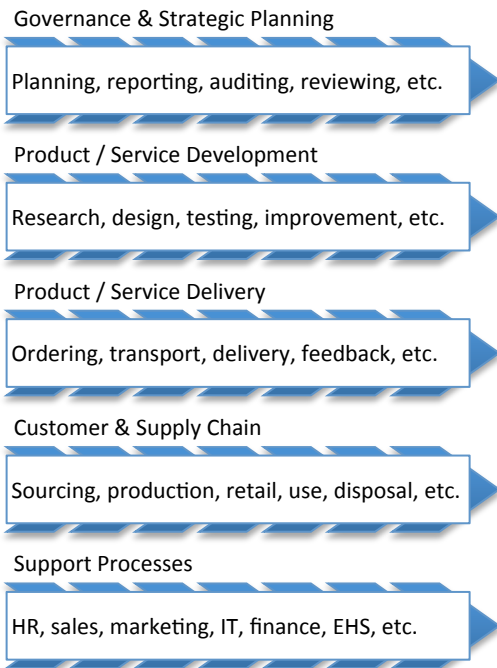 Governance & Strategic Planning
Planning, reporting, auditing, reviewing, etc.
Product / Service Development
Research, design, testing, improvement, etc.
Product / Service Delivery
Ordering, transport, delivery, feedback, etc.
Customer & Supply Chain
Sourcing, production, retail, use, disposal, etc.
Support Processes
HR, sales, marketing, IT, finance, EHS, etc.